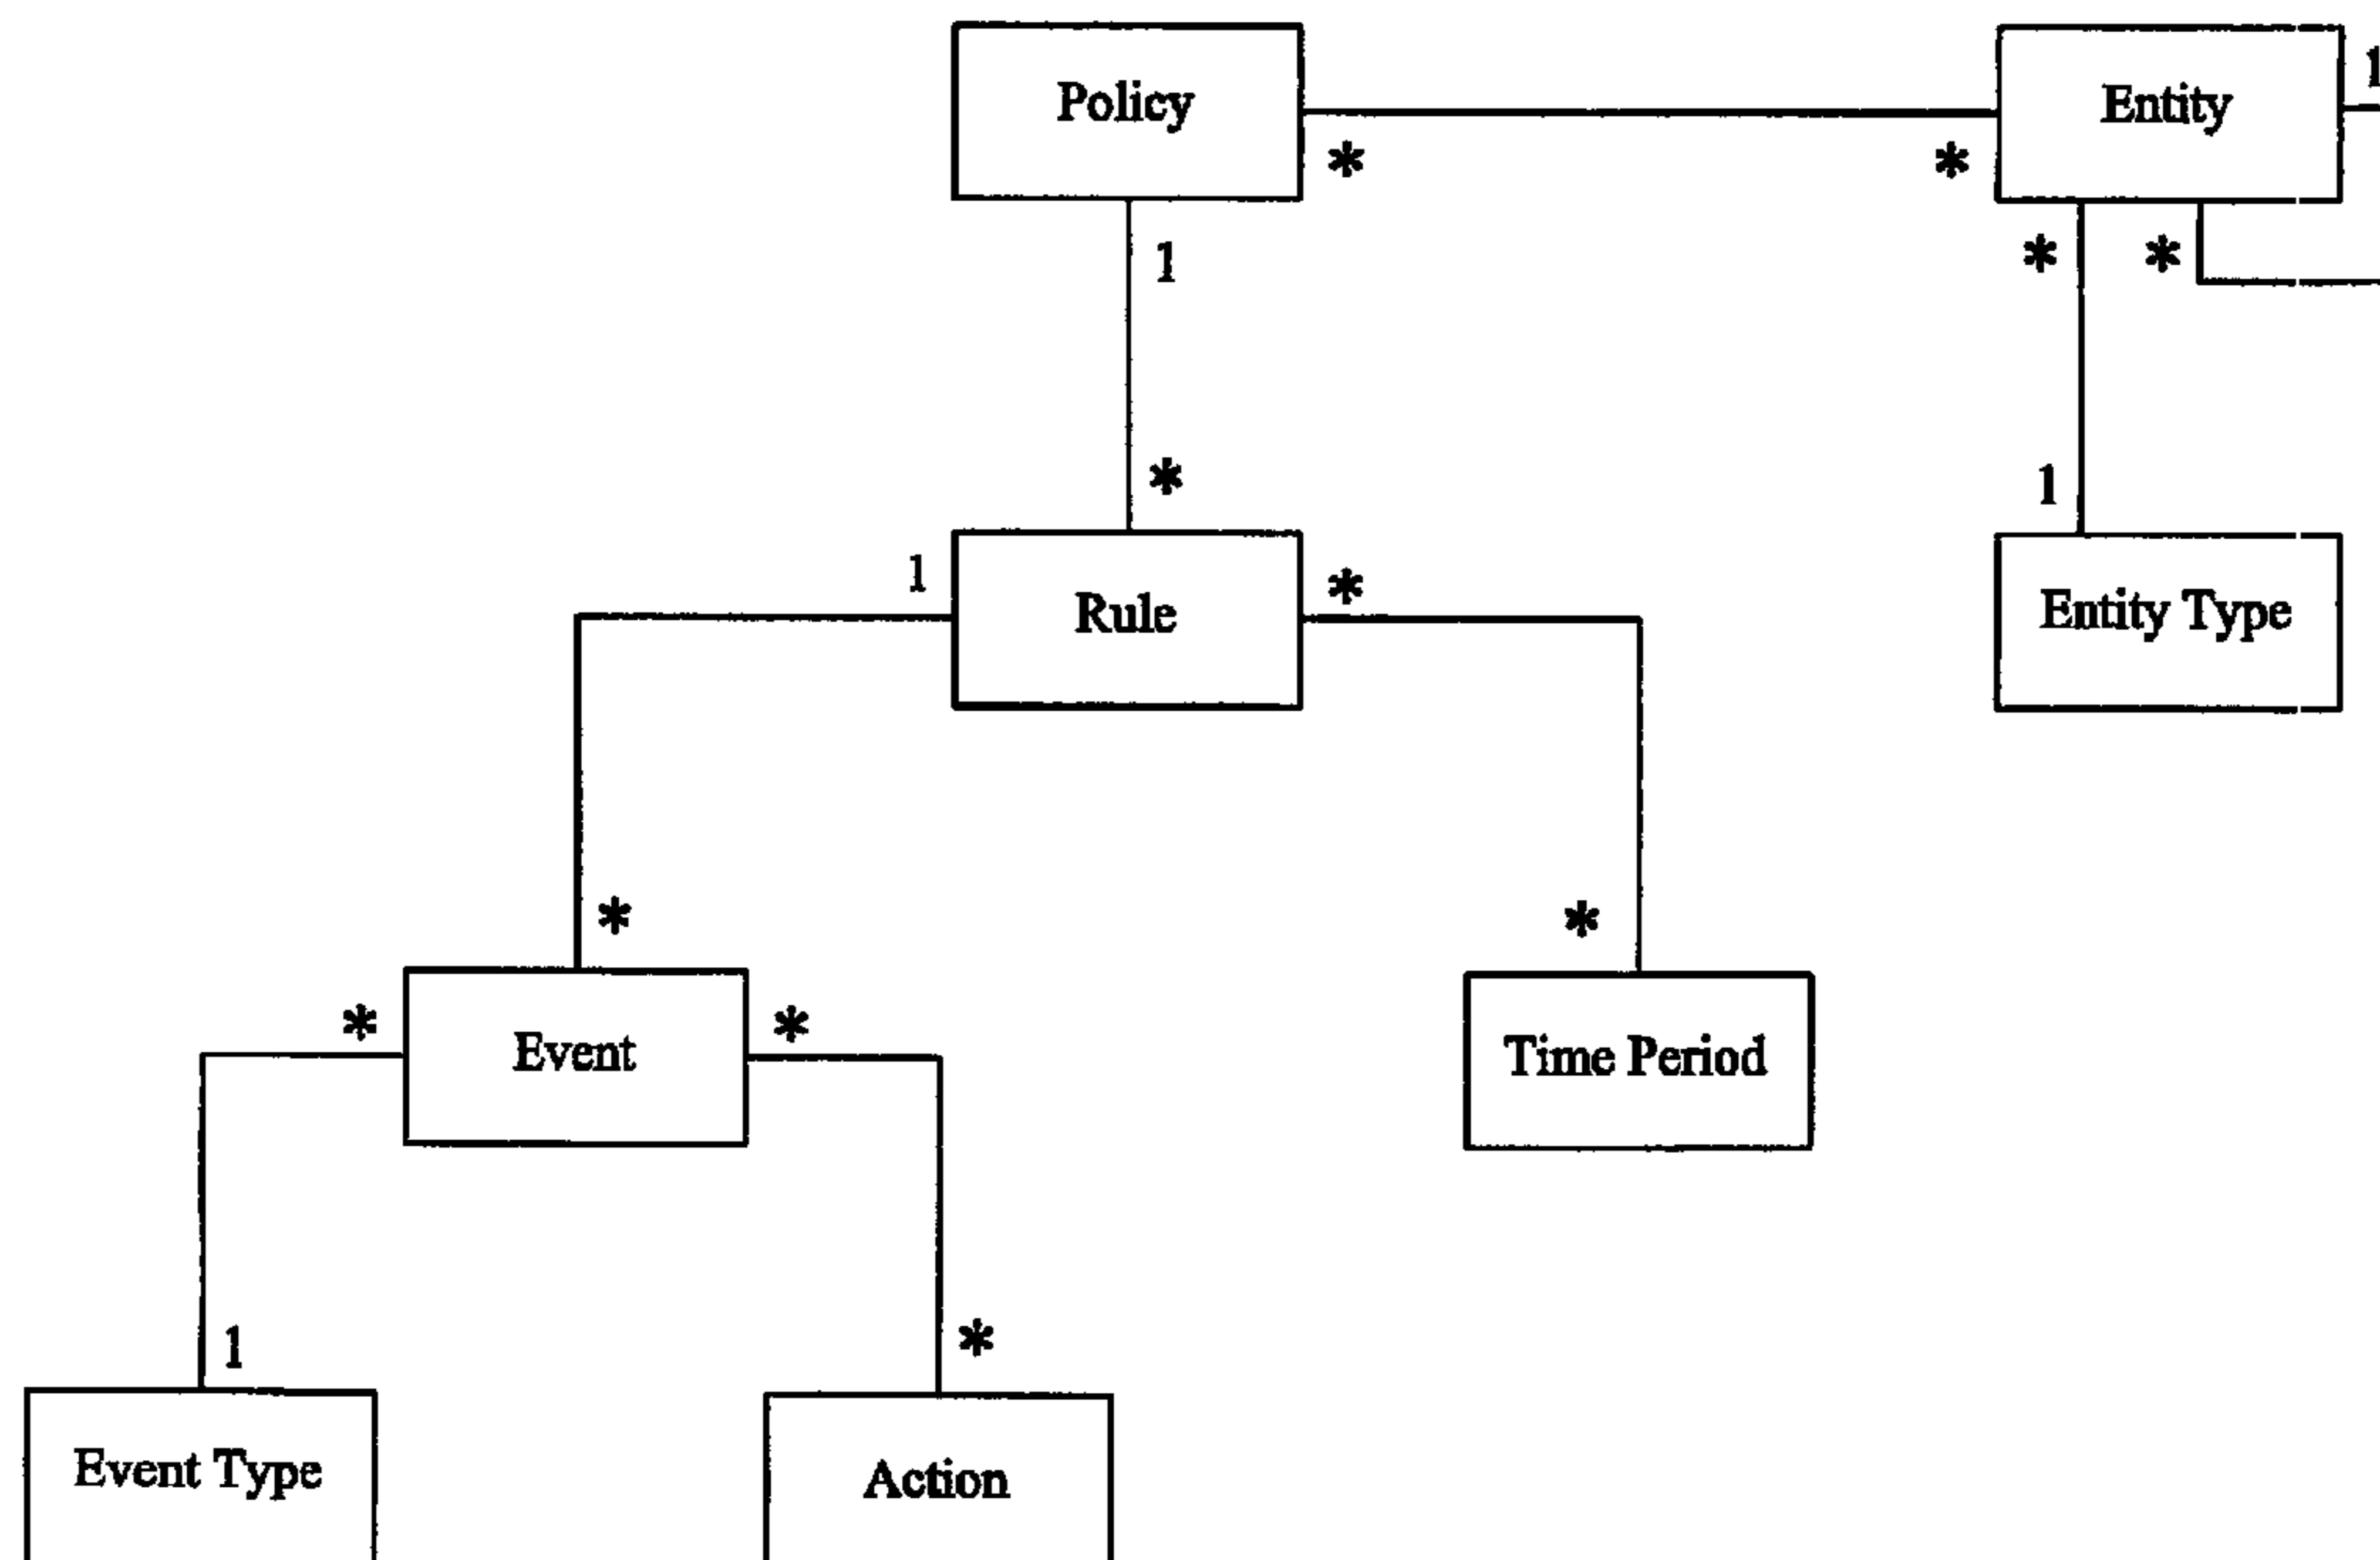 Policy
Entity
1
*
*
1
*
*
*
1
1
Rule
*
Entity Type
*
*
*
Event
*
Time Period
1
*
Event Type
Action